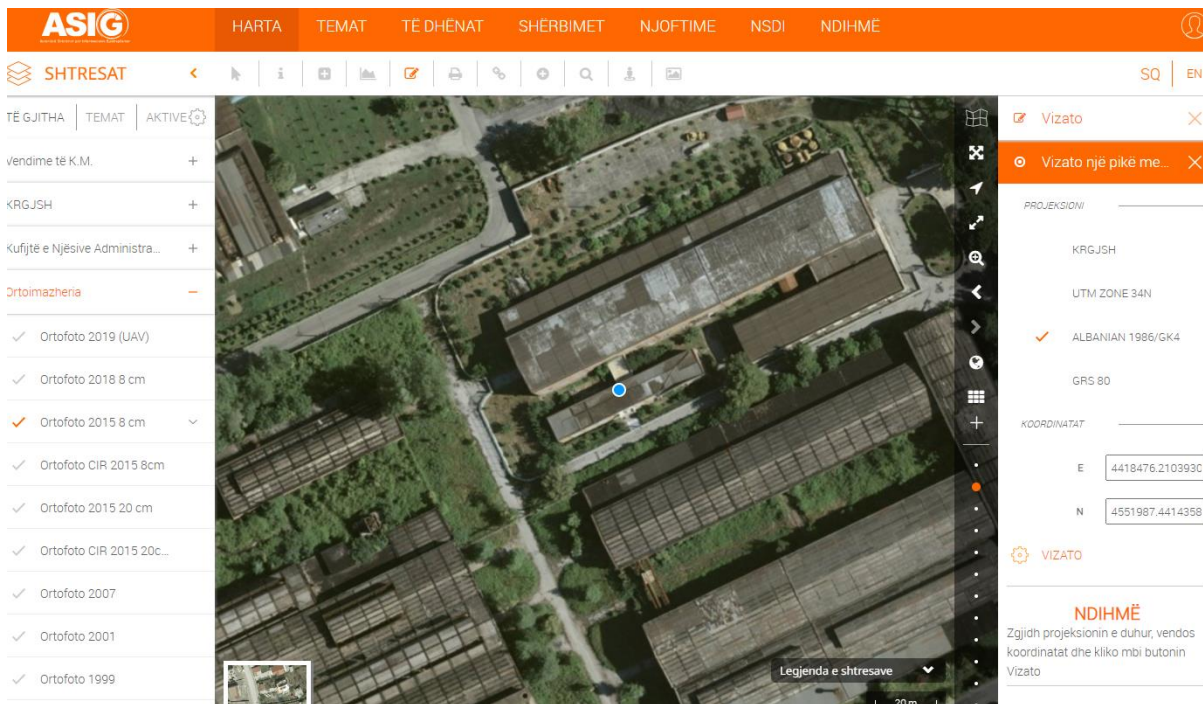 ASIG
HARTA
TEMAT
TË DHËNAT
SHËRBIMET
NJOFTIME
NSDI
NDIHMË
SHTRESAT
SQ
EN
TË GJITHA
TEMAT
AKTIVE
Vendime të K.M.
KRGJSH
Kufijtë e Njësive Administra...
Ortoimazheria
Ortofoto 2019 (UAV)
Ortofoto 2018 8 cm
Ortofoto 2015 8 cm
Ortofoto CIR 2015 8cm
Ortofoto 2015 20 cm
Ortofoto CIR 2015 20c...
Ortofoto 2007
Ortofoto 2001
Ortofoto 1999
Legjenda e shtresave
20 m
Vizato
Vizato një pikë me...
PROJEKSIONI
KRGJSH
UTM ZONE 34N
ALBANIAN 1986/GK4
GRS 80
KOORDINATAT
E 4418476.210393
N 4551987.4414358
VIZATO
NDIHMË
Zgjidh projeksionin e duhur, vendos
koordinatat dhe kliko mbi butonin
Vizato